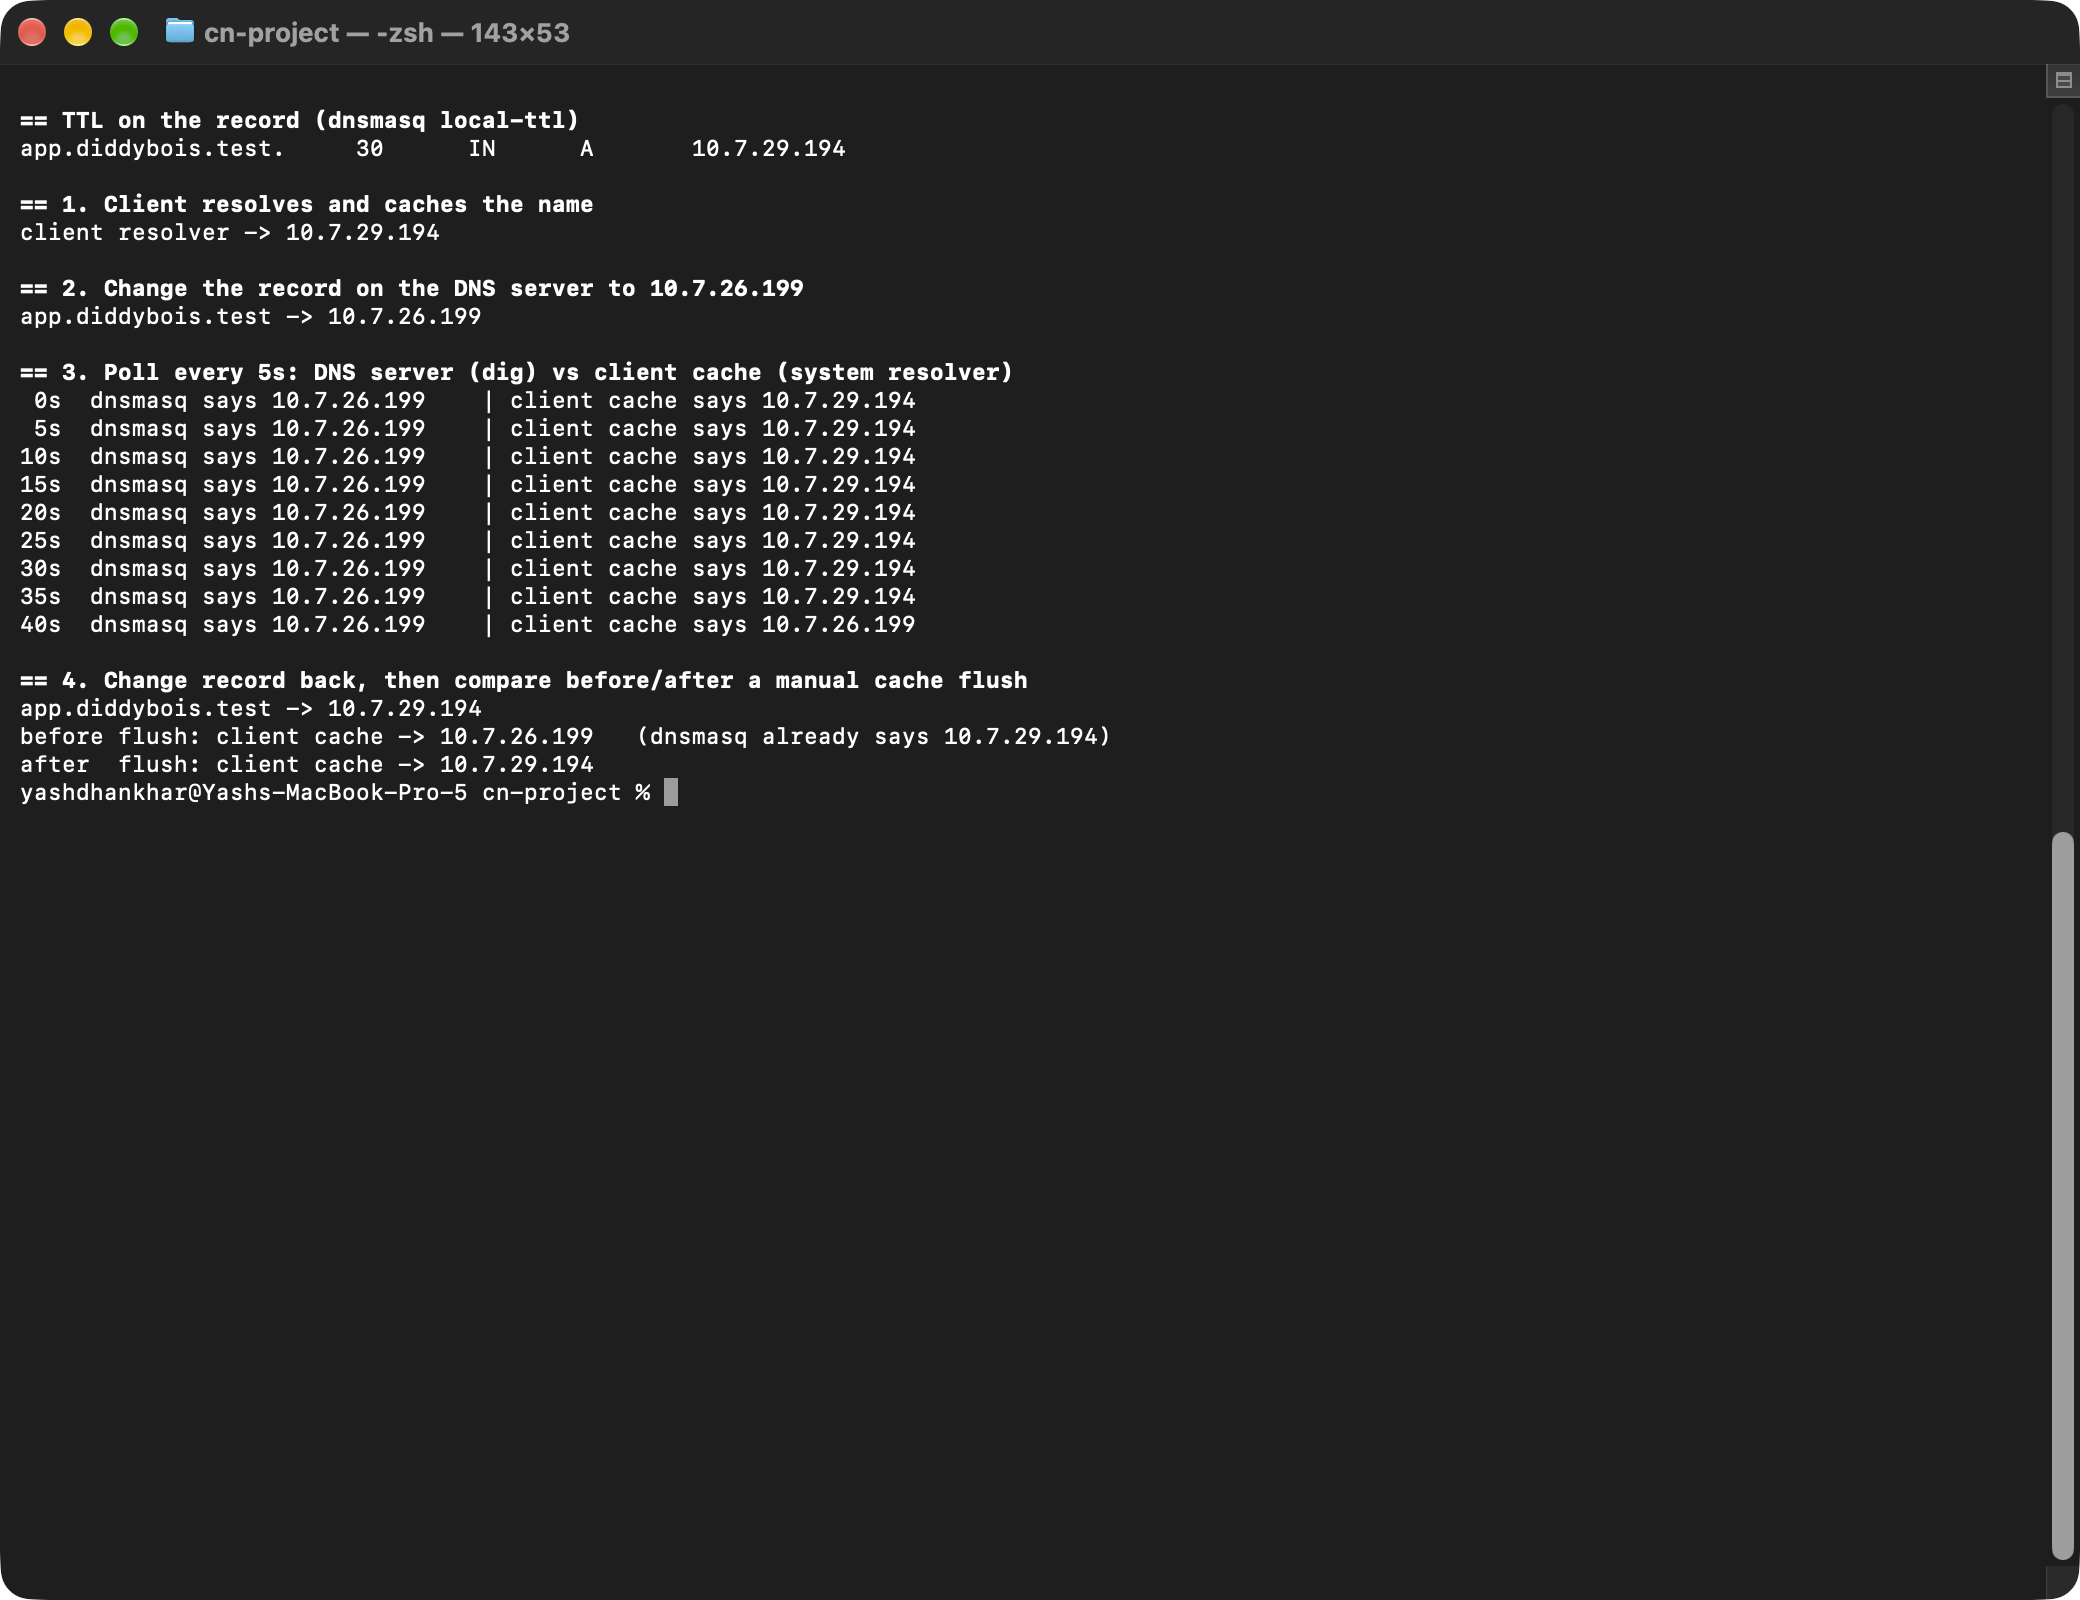 cn-project — -zsh — 143×53
== TTL on the record (dnsmasq local-ttl)
app.diddybois.test. 30 IN A 10.7.29.194
== 1. Client resolves and caches the name
client resolver -> 10.7.29.194
== 2. Change the record on the DNS server to 10.7.26.199
app.diddybois.test -> 10.7.26.199
== 3. Poll every 5s: DNS server (dig) vs client cache (system resolver)
0s dnsmasq says 10.7.26.199 | client cache says 10.7.29.194
5s dnsmasq says 10.7.26.199 | client cache says 10.7.29.194
10s dnsmasq says 10.7.26.199 | client cache says 10.7.29.194
15s dnsmasq says 10.7.26.199 | client cache says 10.7.29.194
20s dnsmasq says 10.7.26.199 | client cache says 10.7.29.194
25s dnsmasq says 10.7.26.199 | client cache says 10.7.29.194
30s dnsmasq says 10.7.26.199 | client cache says 10.7.29.194
35s dnsmasq says 10.7.26.199 | client cache says 10.7.29.194
40s dnsmasq says 10.7.26.199 | client cache says 10.7.26.199
== 4. Change record back, then compare before/after a manual cache flush
app.diddybois.test -> 10.7.29.194
before flush: client cache -> 10.7.26.199 (dnsmasq already says 10.7.29.194)
after flush: client cache -> 10.7.29.194
yashdhankhar@Yashs-MacBook-Pro-5 cn-project %